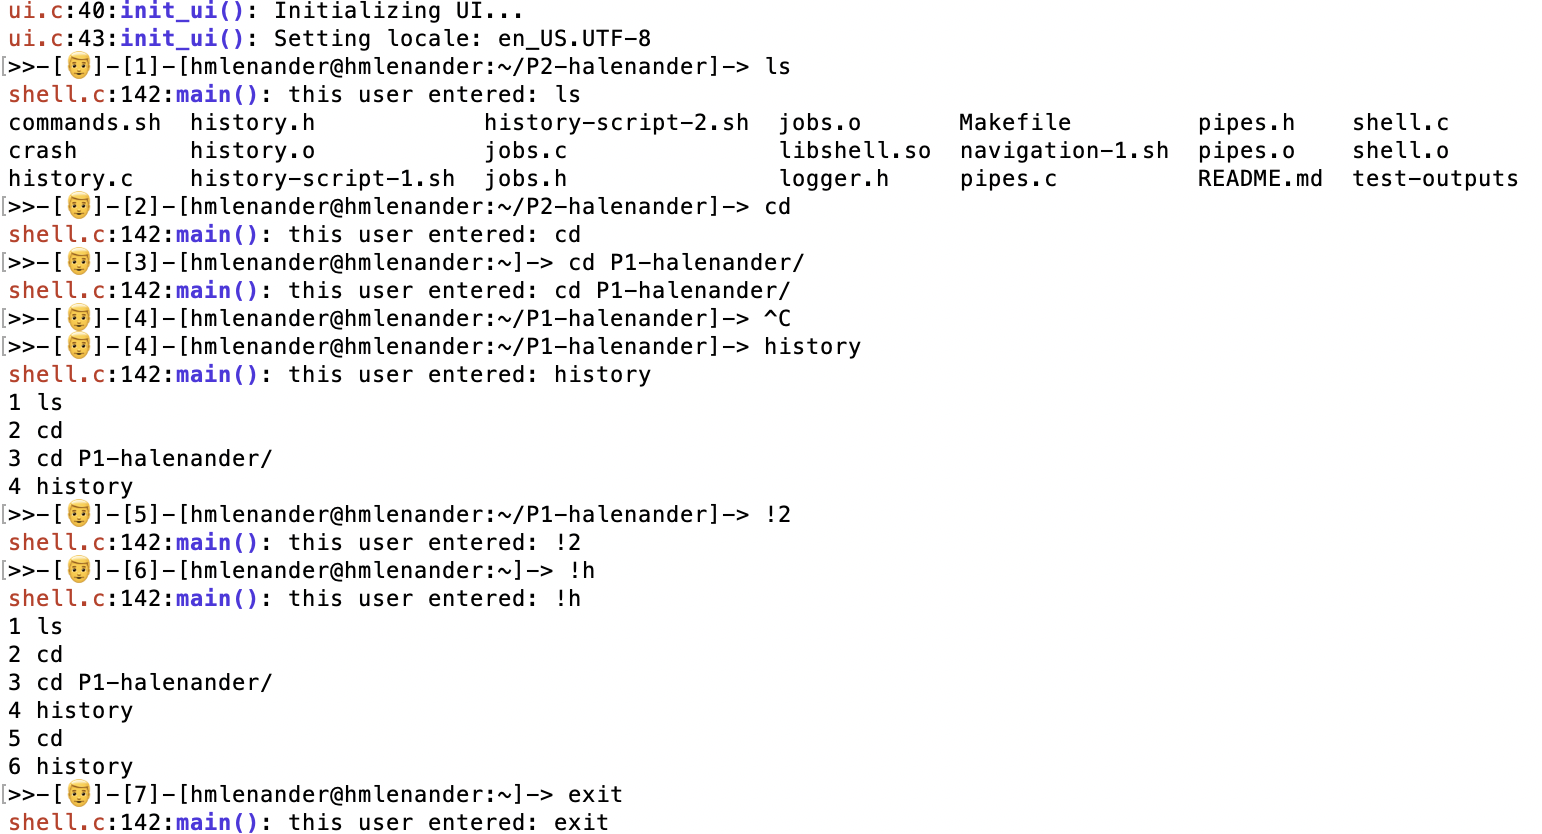 ui.c:40:init_ui(): Initializing UI...
ui.c:43:init_ui(): Setting locale: en_US.UTF-8
[>>-[👨]-[1]-[hmlenander@hmlenander:~/P2-halenander]-> ls
shell.c:142:main(): this user entered: ls
commands.sh  history.h            history-script-2.sh  jobs.o       Makefile         pipes.h    shell.c
crash        history.o            jobs.c               libshell.so  navigation-1.sh  pipes.o    shell.o
history.c    history-script-1.sh  jobs.h               logger.h     pipes.c          README.md  test-outputs
[>>-[👨]-[2]-[hmlenander@hmlenander:~/P2-halenander]-> cd
shell.c:142:main(): this user entered: cd
[>>-[👨]-[3]-[hmlenander@hmlenander:~]-> cd P1-halenander/
shell.c:142:main(): this user entered: cd P1-halenander/
[>>-[👨]-[4]-[hmlenander@hmlenander:~/P1-halenander]-> ^C
[>>-[👨]-[4]-[hmlenander@hmlenander:~/P1-halenander]-> history
shell.c:142:main(): this user entered: history
1 ls
2 cd
3 cd P1-halenander/
4 history
[>>-[👨]-[5]-[hmlenander@hmlenander:~/P1-halenander]-> !2
shell.c:142:main(): this user entered: !2
[>>-[👨]-[6]-[hmlenander@hmlenander:~]-> !h
shell.c:142:main(): this user entered: !h
1 ls
2 cd
3 cd P1-halenander/
4 history
5 cd
6 history
[>>-[👨]-[7]-[hmlenander@hmlenander:~]-> exit
shell.c:142:main(): this user entered: exit